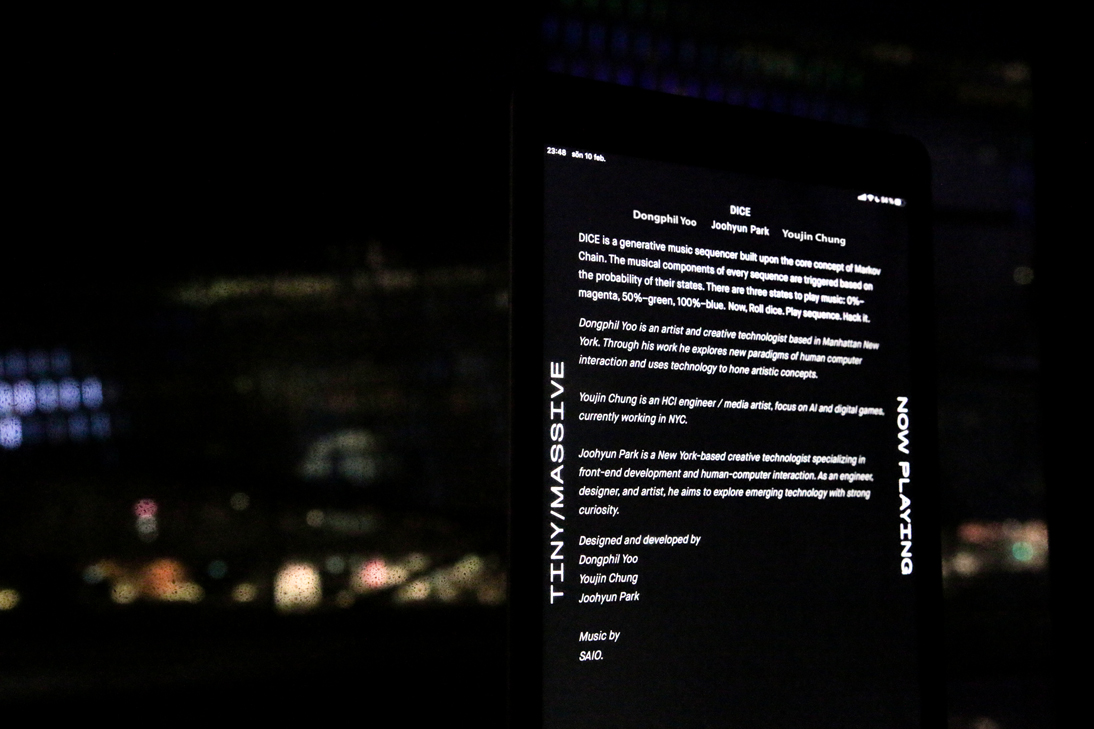 23:48 sön 10 feb.
DICE
Dongphil Yoo Joohyun Park Youjin Chung
DICE is a generative music sequencer built upon the core concept of Markov
Chain. The musical components of every sequence are triggered based on
the probability of their states. There are three states to play music: 0%–
magenta, 50%–green, 100%–blue. Now, Roll dice. Play sequence. Hack it.
Dongphil Yoo is an artist and creative technologist based in Manhattan New
York. Through his work he explores new paradigms of human computer
interaction and uses technology to hone artistic concepts.
Youjin Chung is an HCI engineer / media artist, focus on AI and digital games,
currently working in NYC.
Joohyun Park is a New York-based creative technologist specializing in
front-end development and human-computer interaction. As an engineer,
designer, and artist, he aims to explore emerging technology with strong
curiosity.
Designed and developed by
Dongphil Yoo
Youjin Chung
Joohyun Park
Music by
SAIO.
TINY/MASSIVE
NOW PLAYING